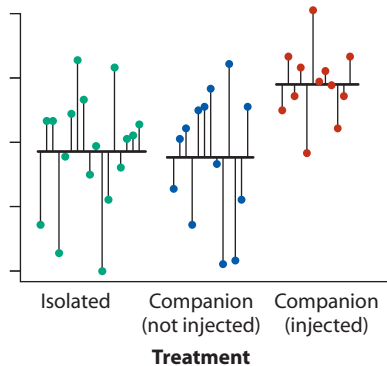 Isolated
Companion
(not injected)
Companion
(injected)
Treatment